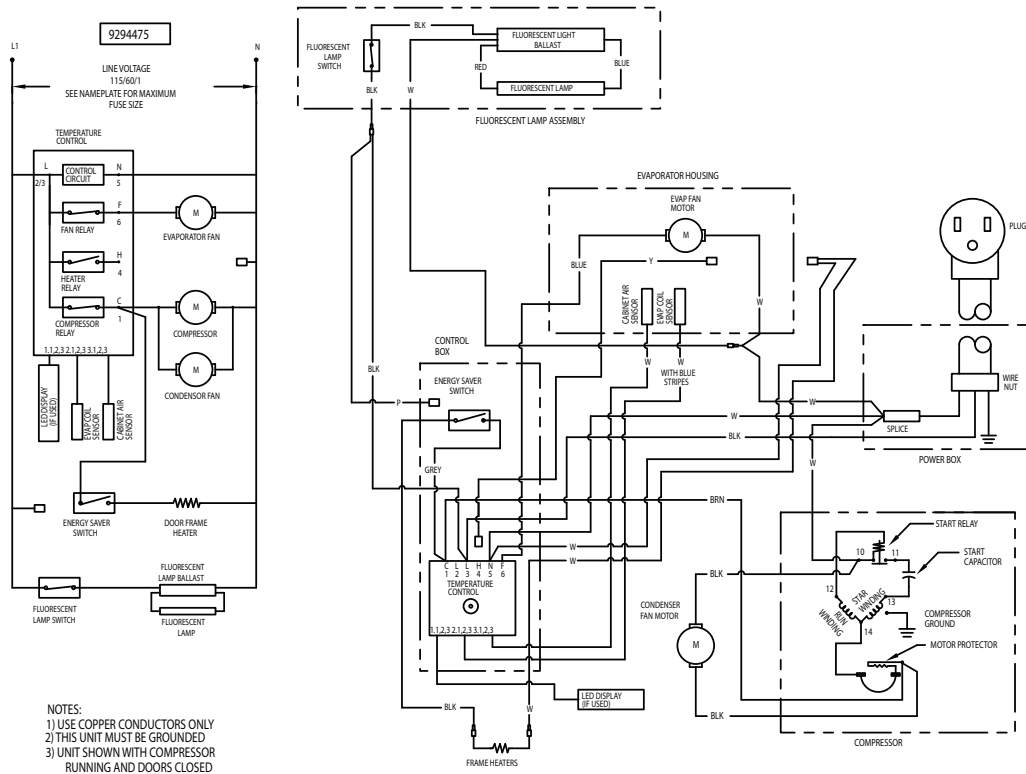 9294475
L1
N
LINE VOLTAGE
115/60/1
SEE NAMEPLATE FOR MAXIMUM
FUSE SIZE
TEMPERATURE
CONTROL
L
2/3
CONTROL
CIRCUIT
N
5
F
6
FAN RELAY
M
EVAPORATOR FAN
H
4
HEATER
RELAY
C
1
COMPRESSOR
RELAY
M
COMPRESSOR
M
CONDENSOR FAN
1.1,2,3 2.1,2,3 3.1,2,3
LED DISPLAY
(IF USED)
EVAP COIL
SENSOR
CABINET AIR
SENSOR
ENERGY SAVER
SWITCH
DOOR FRAME
HEATER
FLUORESCENT
LAMP SWITCH
FLUORESCENT
LAMP BALLAST
FLUORESCENT
LAMP
NOTES:
1) USE COPPER CONDUCTORS ONLY
2) THIS UNIT MUST BE GROUNDED
3) UNIT SHOWN WITH COMPRESSOR
RUNNING AND DOORS CLOSED
FLUORESCENT
LAMP
SWITCH
BLK
BLK
W
RED
FLUORESCENT LIGHT
BALLAST
BLUE
FLUORESCENT LAMP
FLUORESCENT LAMP ASSEMBLY
EVAPORATOR HOUSING
EVAP FAN
MOTOR
M
BLUE
Y
W
CABINET AIR
SENSOR
EVAP COIL
SENSOR
W
W
WITH BLUE
STRIPES
PLUG
WIRE
NUT
SPLICE
POWER BOX
CONTROL
BOX
ENERGY SAVER
SWITCH
BLK
P
GREY
W
W
BLK
W
W
BRN
W
C L L H N F
1 2 3 4 5 6
TEMPERATURE
CONTROL
1.1,2,3 2.1,2,3 3.1,2,3
LED DISPLAY
(IF USED)
BLK
W
FRAME HEATERS
CONDENSER
FAN MOTOR
M
BLK
BLK
START RELAY
10
11
START
CAPACITOR
12
STAR WINDING
13
RUN
WINDING
14
COMPRESSOR
GROUND
MOTOR PROTECTOR
COMPRESSOR